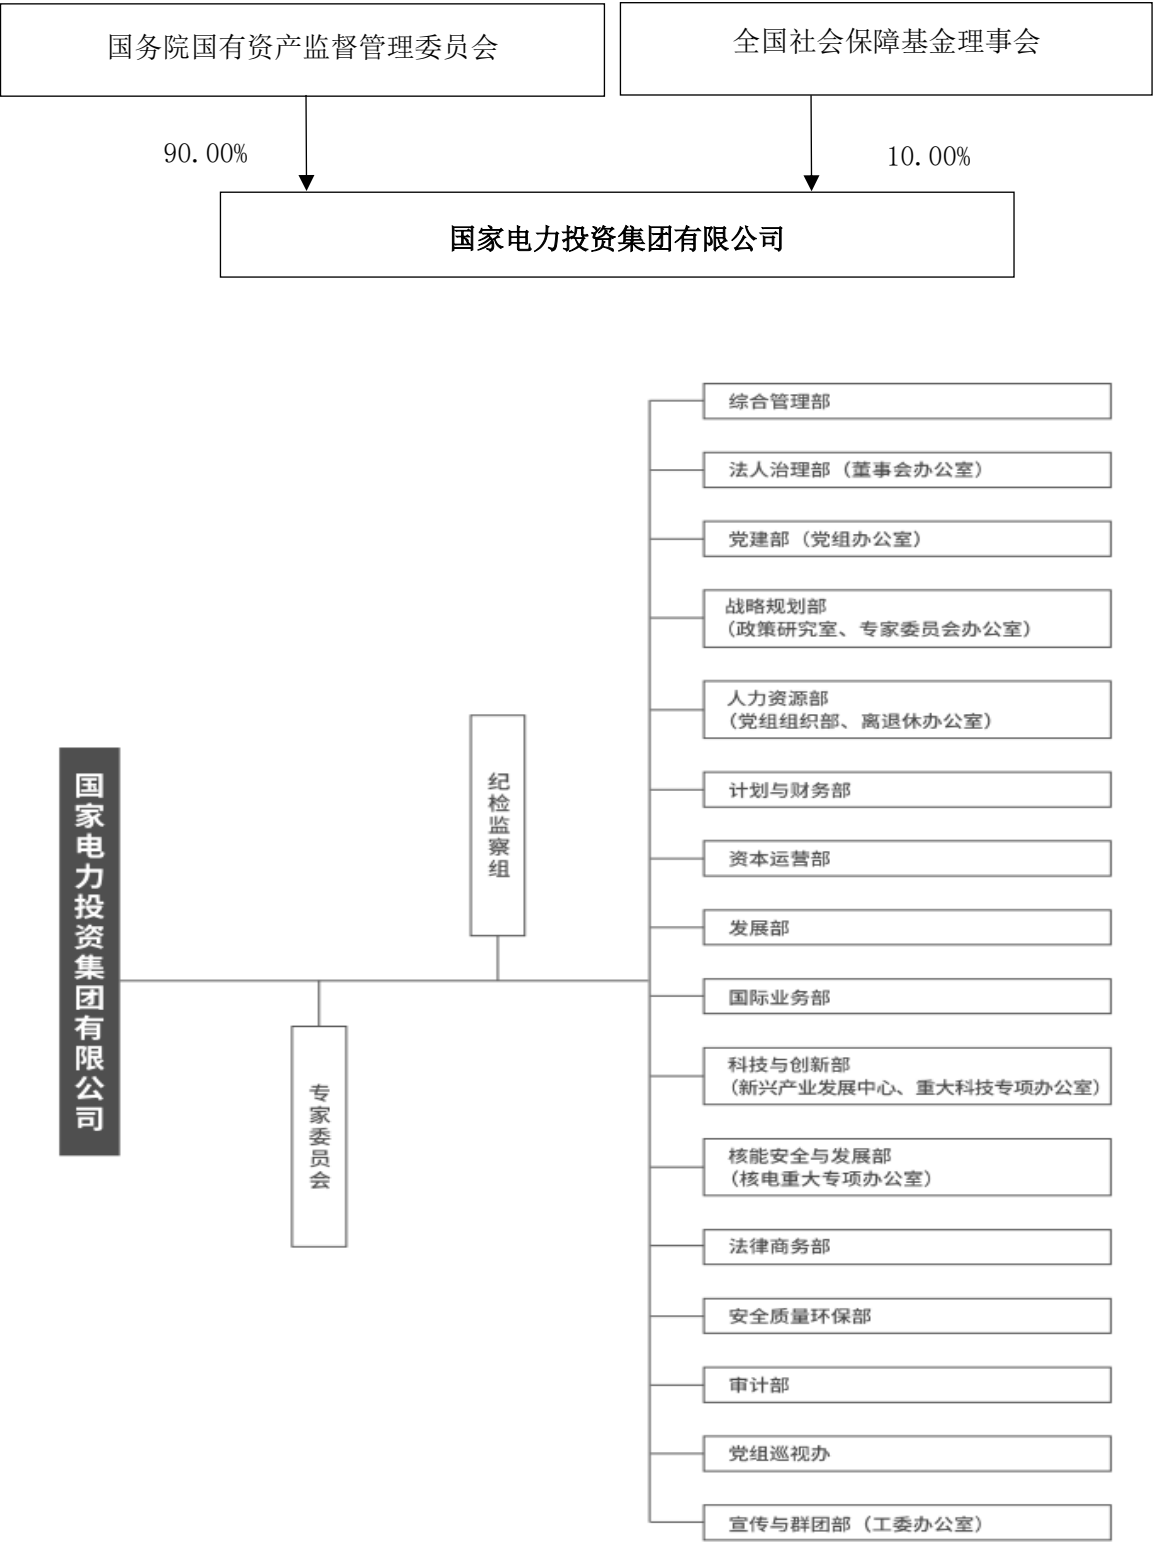 国务院国有资产监督管理委员会
全国社会保障基金理事会
90.00%
10.00%
国家电力投资集团有限公司
综合管理部
法人治理部（董事会办公室）
党建部（党组办公室）
战略规划部
（政策研究室、专家委员会办公室）
人力资源部
（党组组织部、离退休办公室）
计划与财务部
资本运营部
发展部
国际业务部
科技与创新部
（新兴产业发展中心、重大科技专项办公室）
核能安全与发展部
（核电重大专项办公室）
法律商务部
安全质量环保部
审计部
党组巡视办
宣传与群团部（工委办公室）
纪检监察组
国家电力投资集团有限公司
专家委员会